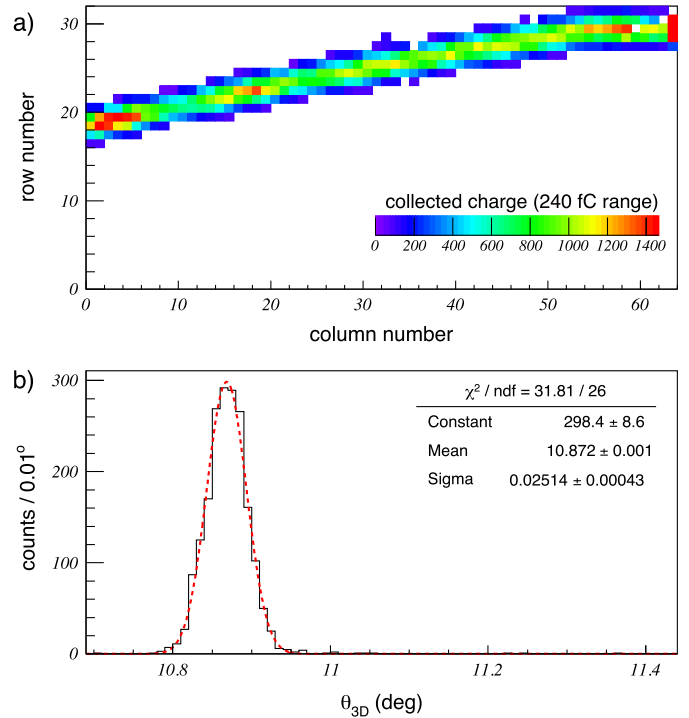 a)
30
20
10
0
row number
collected charge (240 fC range)
0 200 400 600 800 1000 1200 1400
0 10 20 30 40 50 60
column number
b)
300
200
100
0
counts / 0.01°
χ² / ndf = 31.81 / 26
Constant 298.4 ± 8.6
Mean 10.872 ± 0.001
Sigma 0.02514 ± 0.00043
10.8 11 11.2 11.4
θ3D (deg)